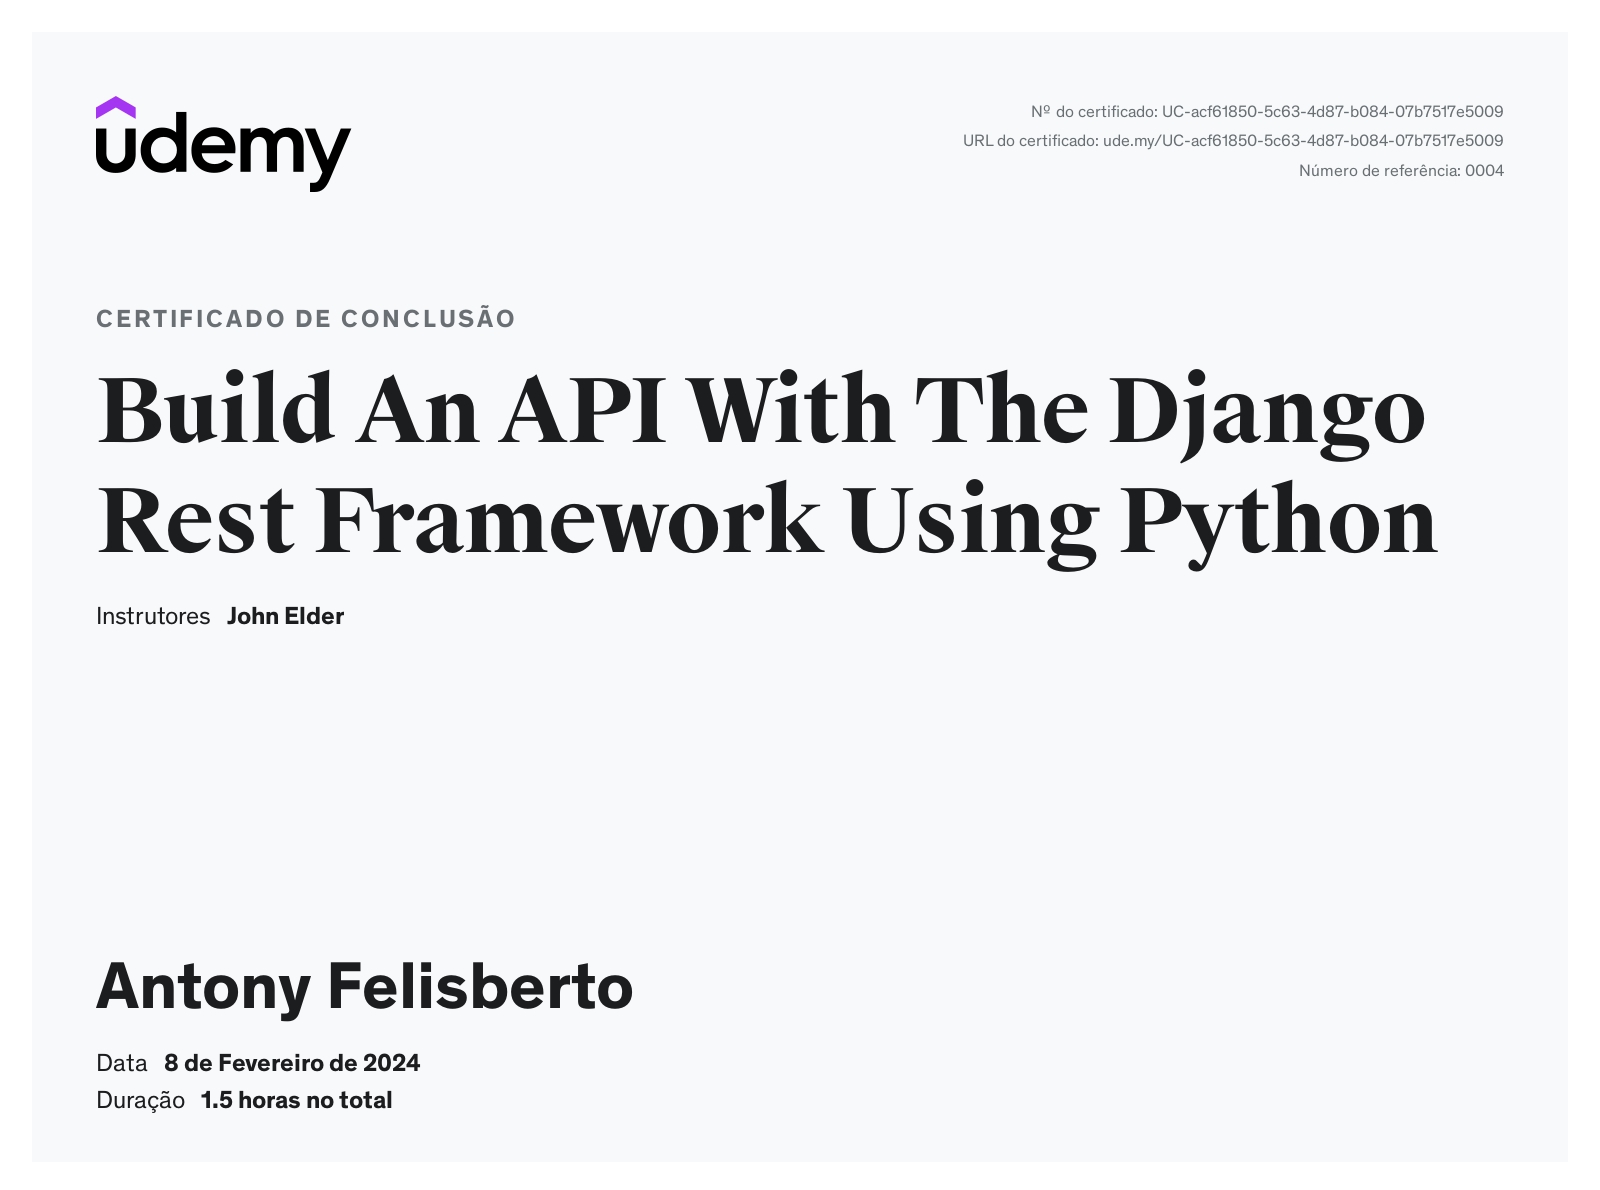 udemy
Nº do certificado: UC-acf61850-5c63-4d87-b084-07b7517e5009
URL do certificado: ude.my/UC-acf61850-5c63-4d87-b084-07b7517e5009
Número de referência: 0004
CERTIFICADO DE CONCLUSÃO
Build An API With The Django
Rest Framework Using Python
Instrutores John Elder
Antony Felisberto
Data 8 de Fevereiro de 2024
Duração 1.5 horas no total